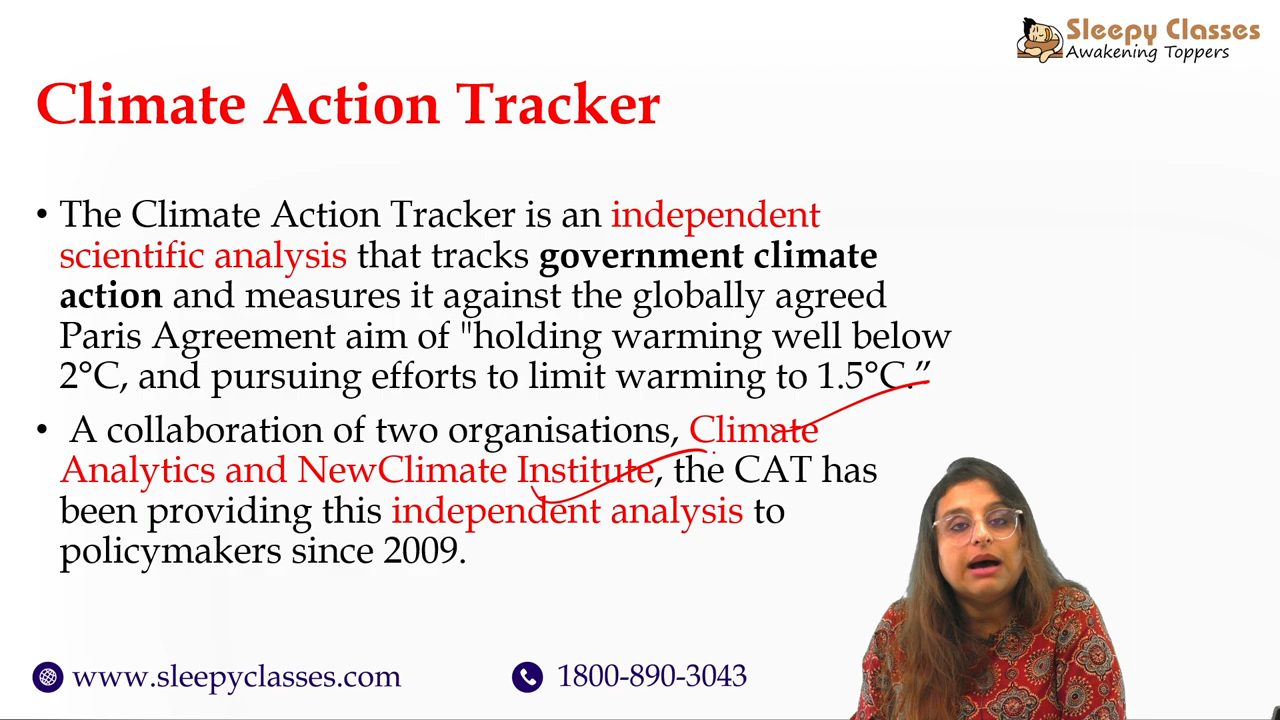 Sleepy Classes
Awakening Toppers
Climate Action Tracker
• The Climate Action Tracker is an independent
scientific analysis that tracks government climate
action and measures it against the globally agreed
Paris Agreement aim of "holding warming well below
2°C, and pursuing efforts to limit warming to 1.5°C.”
• A collaboration of two organisations, Climate
Analytics and NewClimate Institute, the CAT has
been providing this independent analysis to
policymakers since 2009.
www.sleepyclasses.com
1800-890-3043